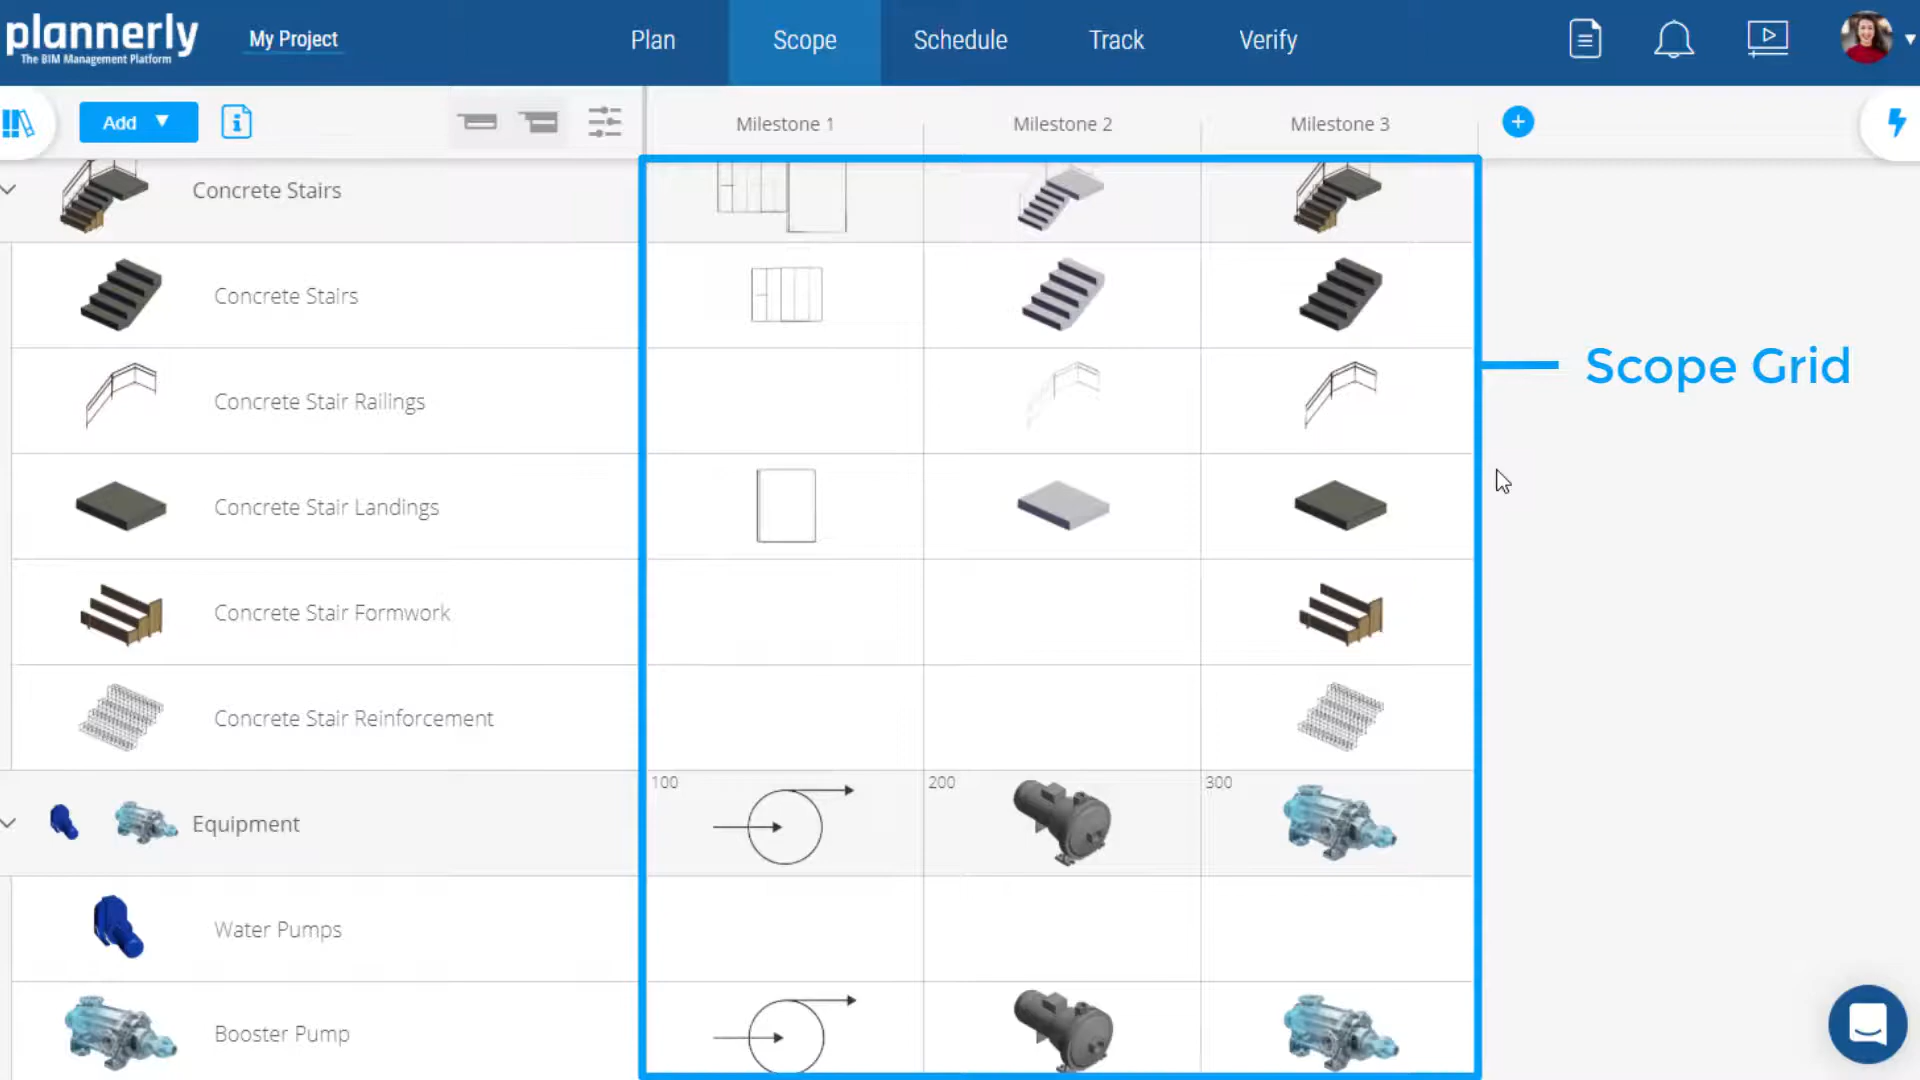 plannerly
The BIM Management Platform
My Project
Plan
Scope
Schedule
Track
Verify
Add
Milestone 1
Milestone 2
Milestone 3
Concrete Stairs
Concrete Stairs
Concrete Stair Railings
Scope Grid
Concrete Stair Landings
Concrete Stair Formwork
Concrete Stair Reinforcement
100
200
300
Equipment
Water Pumps
Booster Pump